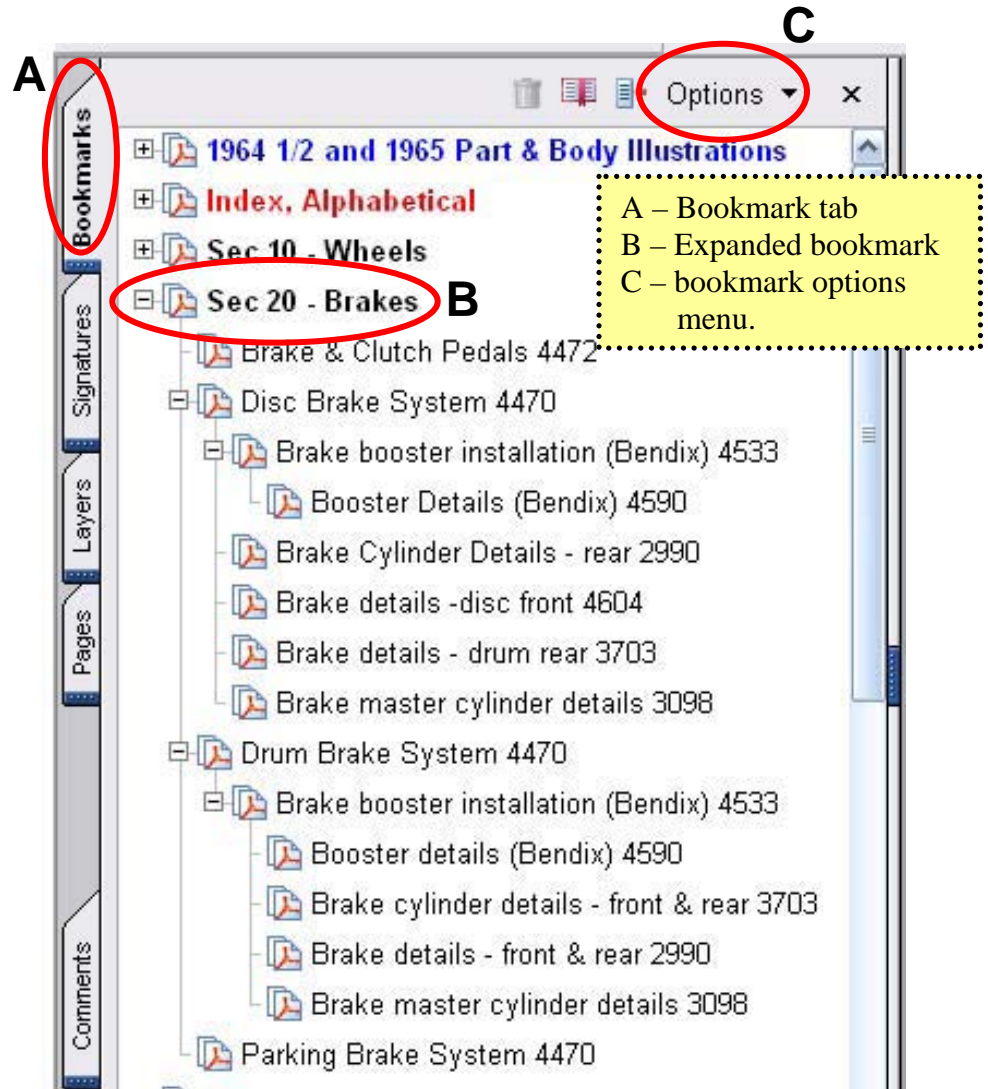 C
A
Options
Bookmarks
1964 1/2 and 1965 Part & Body Illustrations
Index, Alphabetical
A – Bookmark tab
B – Expanded bookmark
C – bookmark options
menu.
Sec 10 - Wheels
Sec 20 - Brakes
B
Signatures
Brake & Clutch Pedals 4472
Disc Brake System 4470
Brake booster installation (Bendix) 4533
Layers
Booster Details (Bendix) 4590
Brake Cylinder Details - rear 2990
Brake details -disc front 4604
Pages
Brake details - drum rear 3703
Brake master cylinder details 3098
Drum Brake System 4470
Brake booster installation (Bendix) 4533
Booster details (Bendix) 4590
Brake cylinder details - front & rear 3703
Comments
Brake details - front & rear 2990
Brake master cylinder details 3098
Parking Brake System 4470